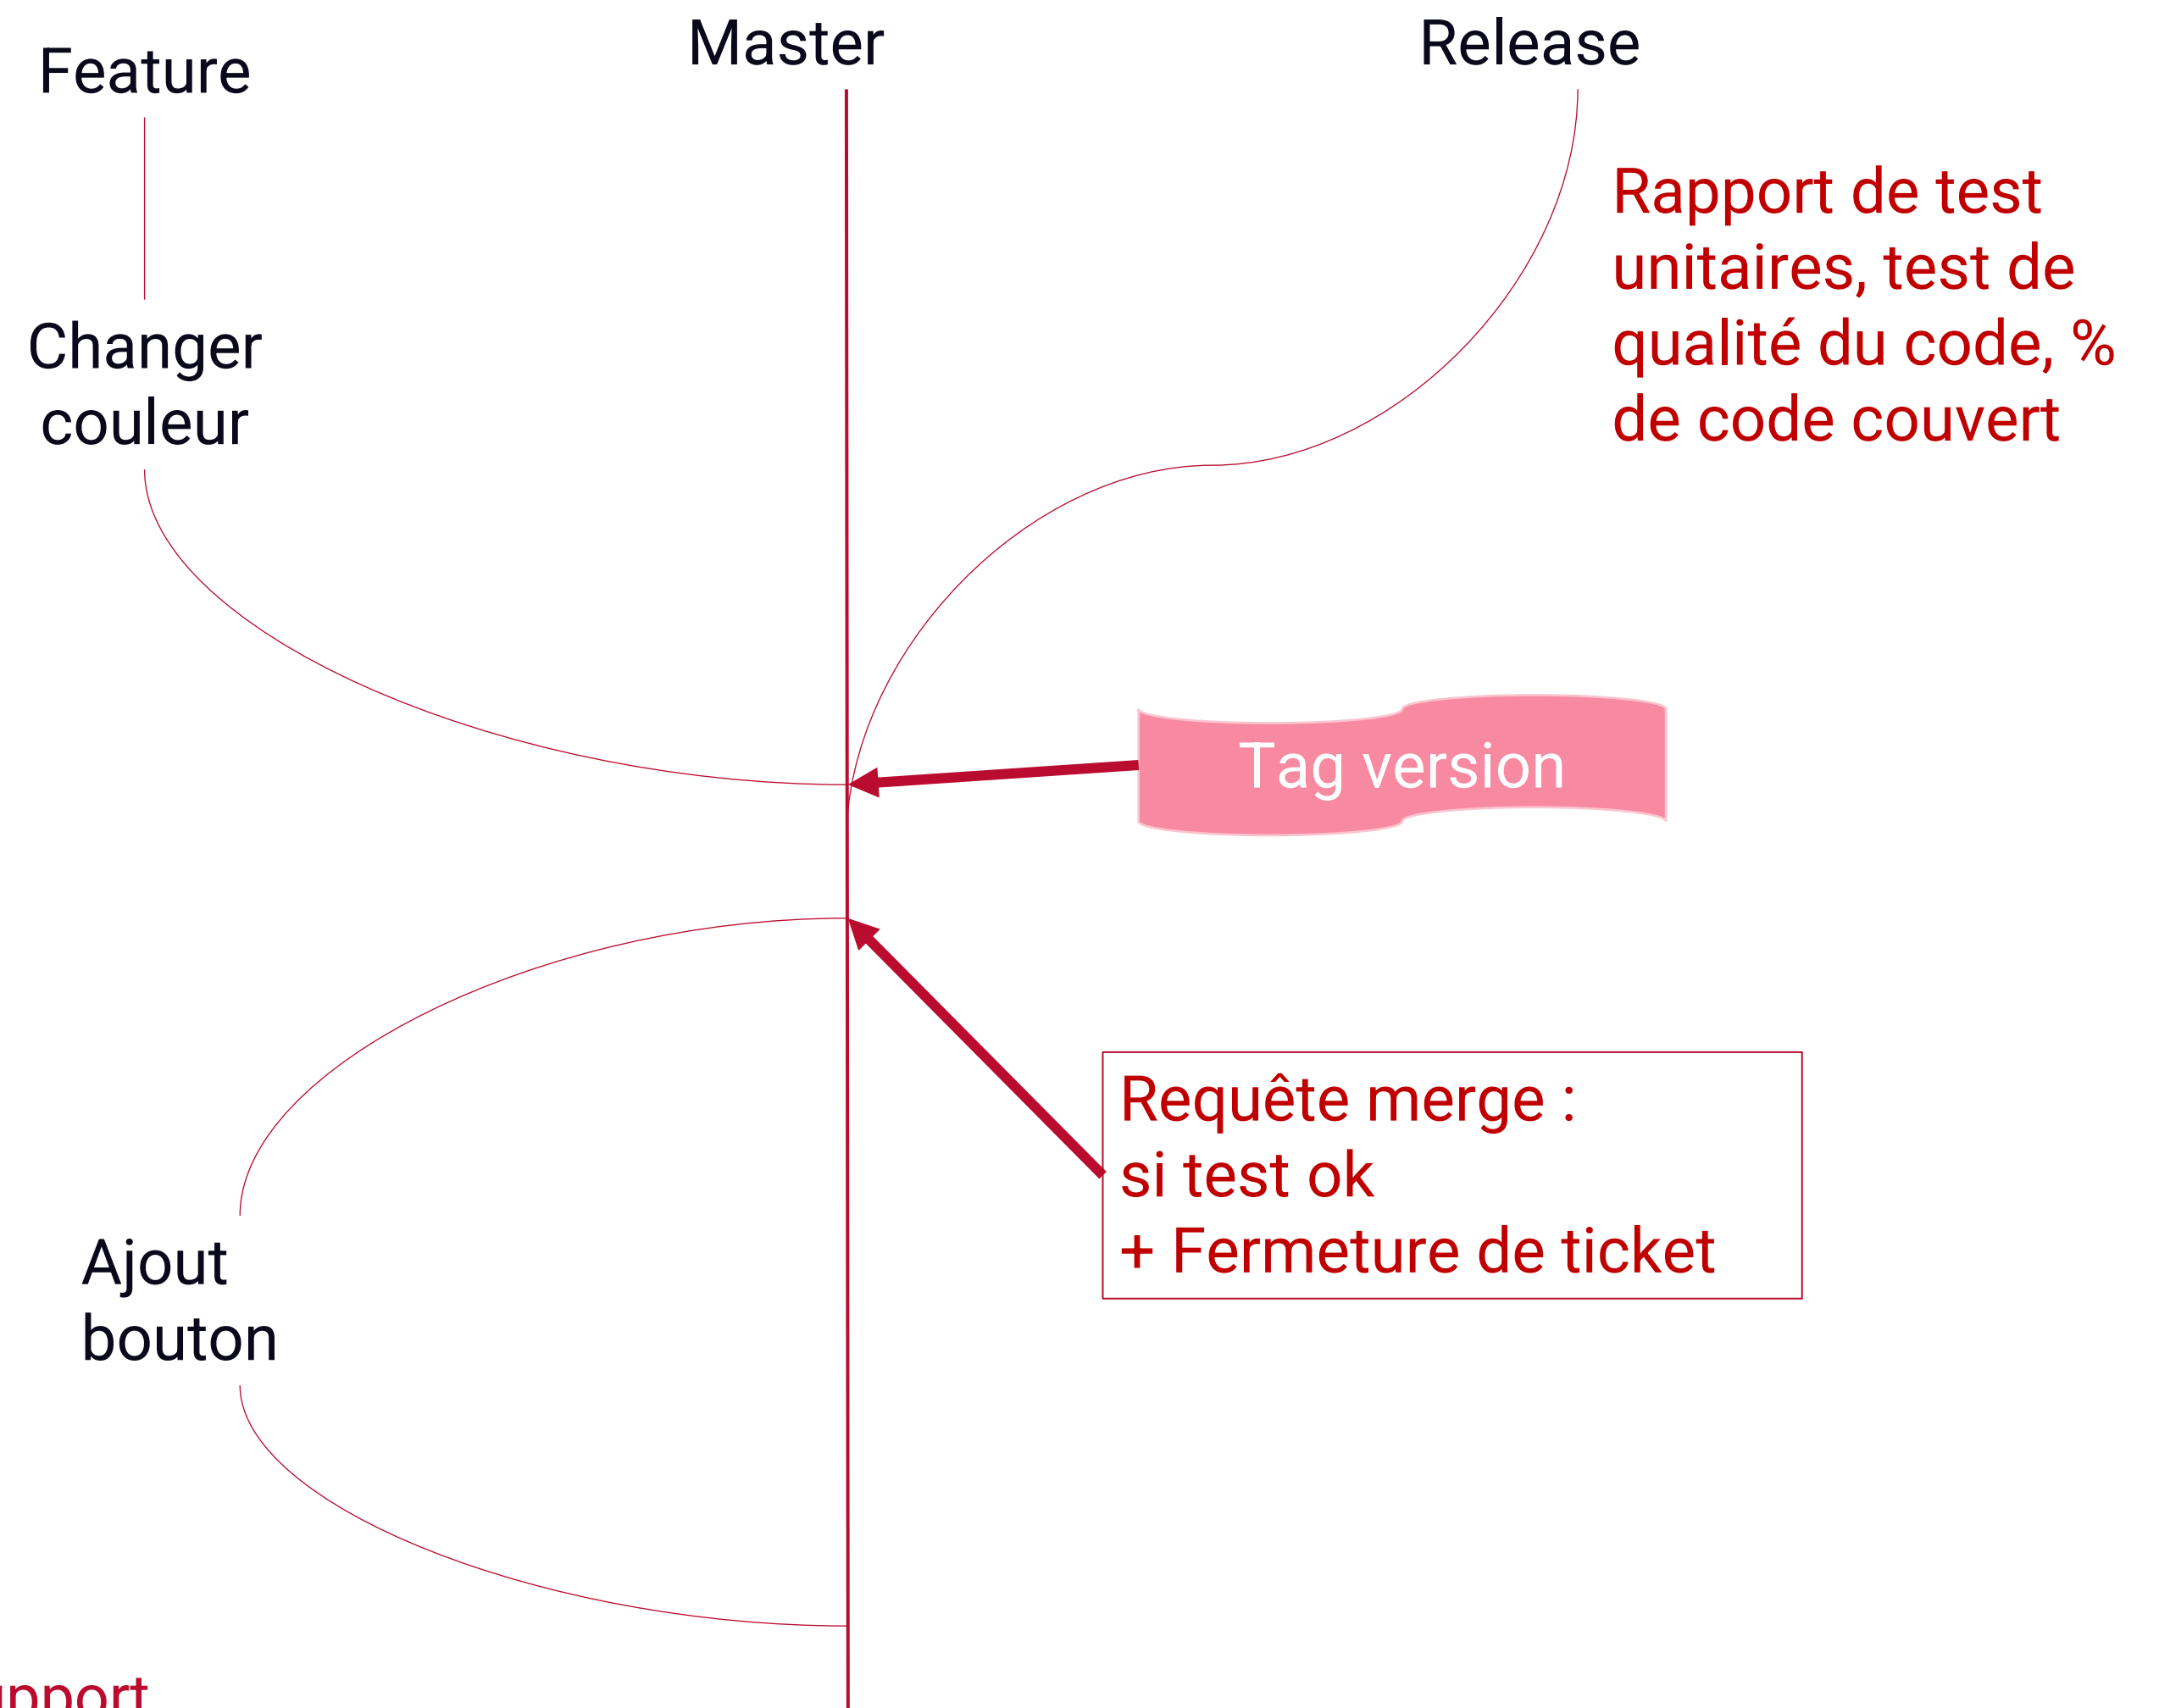 Feature
Master
Release
Rapport de tests
unitaires, test de
qualité du code, %
de code couvert
Changer
couleur
Tag version
Requête merge :
si test ok
+ Fermeture de ticket
Ajout
bouton